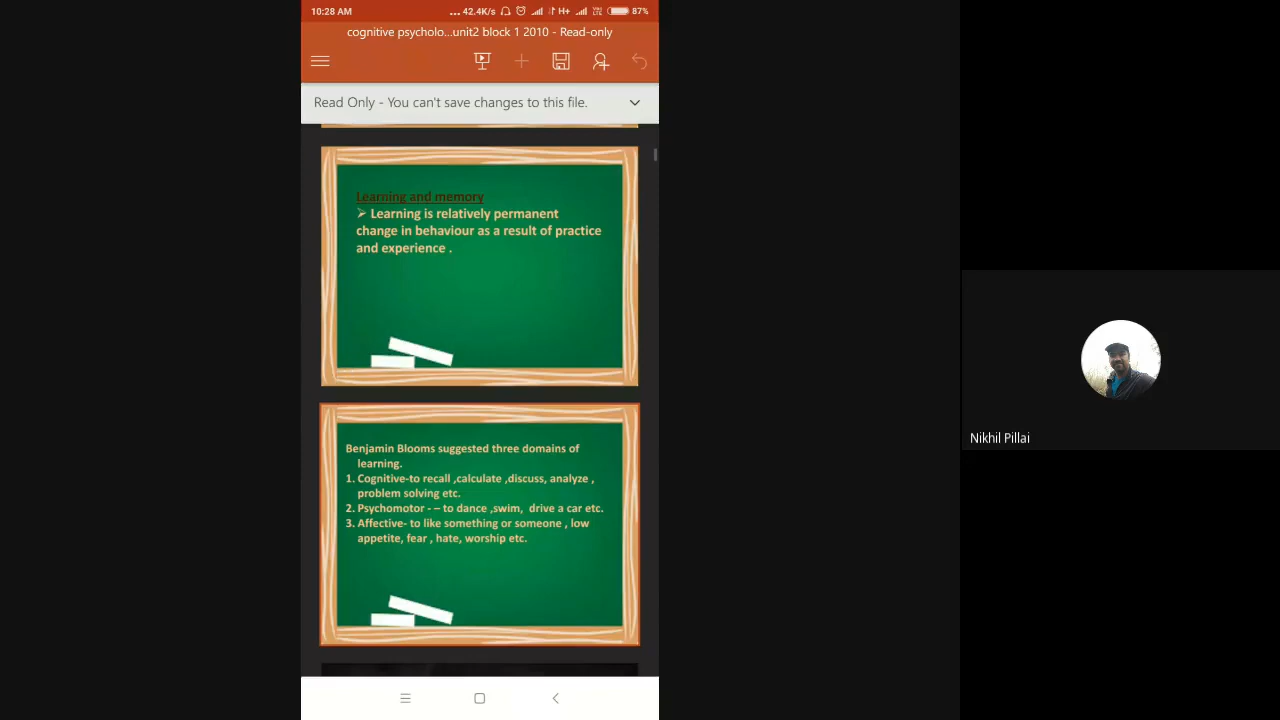 10:28 AM
... 42.4K/s H+ VoLTE 87%
cognitive psycholo...unit2 block 1 2010 - Read-only
Read Only - You can't save changes to this file.
Learning and memory
➢ Learning is relatively permanent
change in behaviour as a result of practice
and experience .
Benjamin Blooms suggested three domains of
learning.
1. Cognitive-to recall ,calculate ,discuss, analyze ,
problem solving etc.
2. Psychomotor - – to dance ,swim, drive a car etc.
3. Affective- to like something or someone , low
appetite, fear , hate, worship etc.
Nikhil Pillai